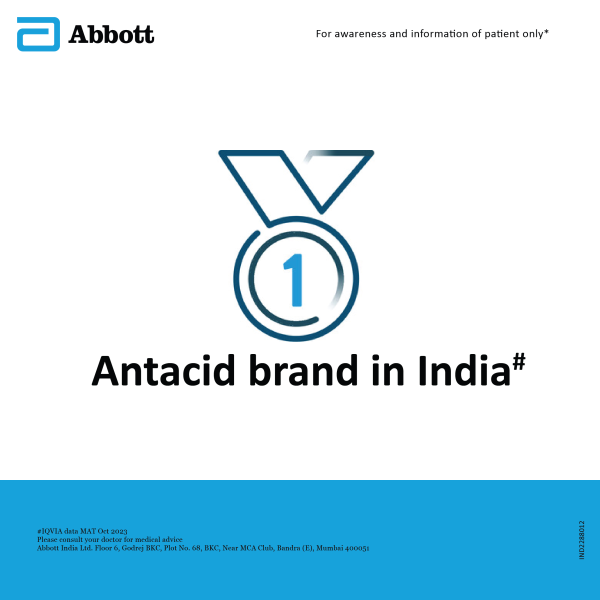 Abbott
For awareness and information of patient only*
1
Antacid brand in India#
#IQVIA data MAT Oct 2023
Please consult your doctor for medical advice
Abbott India Ltd. Floor 6, Godrej BKC, Plot No. 68, BKC, Near MCA Club, Bandra (E), Mumbai 400051
IND2288012